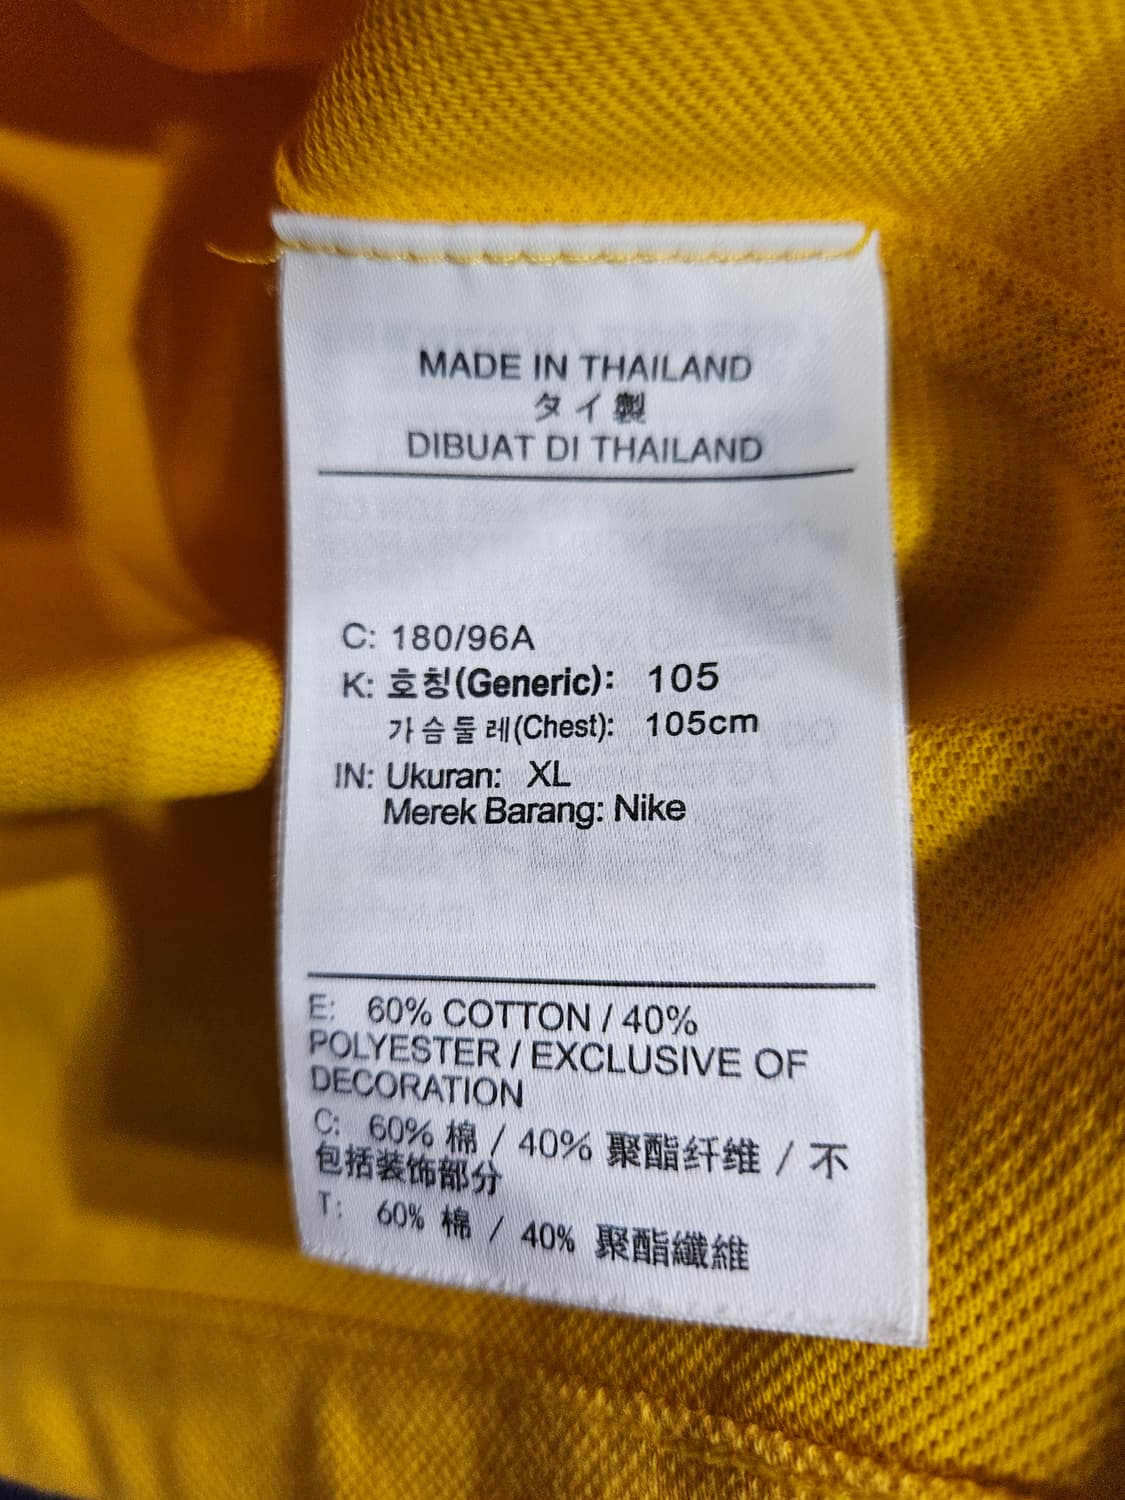 MADE IN THAILAND
タイ製
DIBUAT DI THAILAND
C: 180/96A
K: 호칭(Generic): 105
가슴둘레(Chest): 105cm
IN: Ukuran: XL
Merek Barang: Nike
E: 60% COTTON / 40%
POLYESTER / EXCLUSIVE OF
DECORATION
C: 60% 棉 / 40% 聚酯纤维 / 不
包括装饰部分
T: 60% 棉 / 40% 聚酯纖維